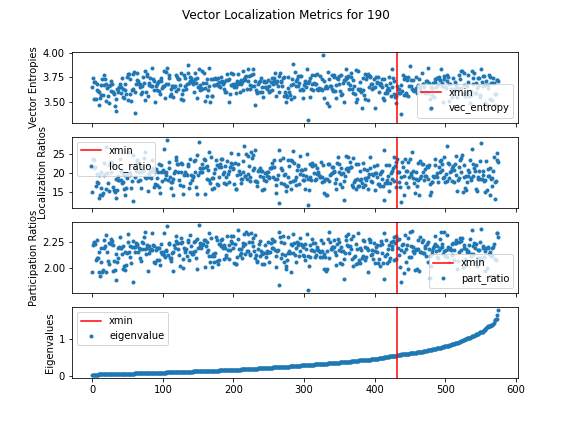 Vector Localization Metrics for 190
Vector Entropies
4.00
3.75
3.50
xmin
vec_entropy
Localization Ratios
25
20
15
xmin
loc_ratio
Participation Ratios
2.25
2.00
xmin
part_ratio
Eigenvalues
1
0
xmin
eigenvalue
0
100
200
300
400
500
600